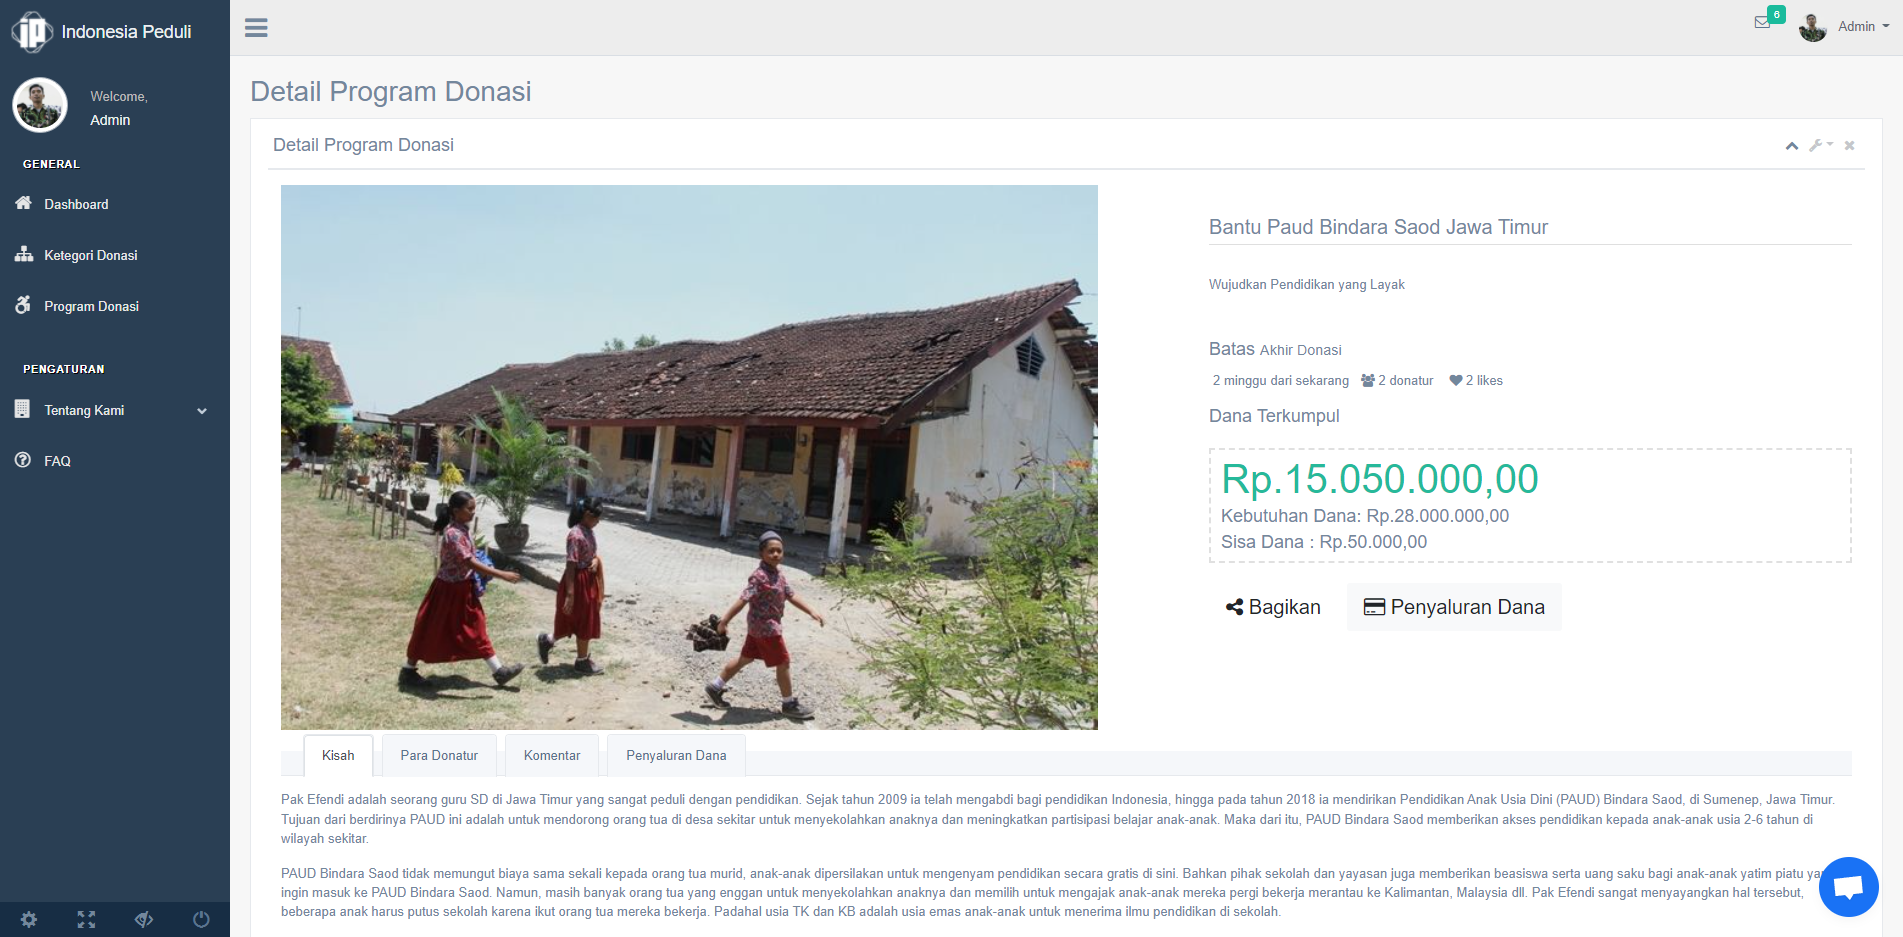 Indonesia Peduli
6
Admin
Welcome,
Admin
GENERAL
Dashboard
Ketegori Donasi
Program Donasi
PENGATURAN
Tentang Kami
FAQ
Detail Program Donasi
Detail Program Donasi
Bantu Paud Bindara Saod Jawa Timur
Wujudkan Pendidikan yang Layak
Batas Akhir Donasi
2 minggu dari sekarang 2 donatur 2 likes
Dana Terkumpul
Rp.15.050.000,00
Kebutuhan Dana: Rp.28.000.000,00
Sisa Dana : Rp.50.000,00
Bagikan Penyaluran Dana
Kisah Para Donatur Komentar Penyaluran Dana
Pak Efendi adalah seorang guru SD di Jawa Timur yang sangat peduli dengan pendidikan. Sejak tahun 2009 ia telah mengabdi bagi pendidikan Indonesia, hingga pada tahun 2018 ia mendirikan Pendidikan Anak Usia Dini (PAUD) Bindara Saod, di Sumenep, Jawa Timur.
Tujuan dari berdirinya PAUD ini adalah untuk mendorong orang tua di desa sekitar untuk menyekolahkan anaknya dan meningkatkan partisipasi belajar anak-anak. Maka dari itu, PAUD Bindara Saod memberikan akses pendidikan kepada anak-anak usia 2-6 tahun di
wilayah sekitar.
PAUD Bindara Saod tidak memungut biaya sama sekali kepada orang tua murid, anak-anak dipersilakan untuk mengenyam pendidikan secara gratis di sini. Bahkan pihak sekolah dan yayasan juga memberikan beasiswa serta uang saku bagi anak-anak yatim piatu
ingin masuk ke PAUD Bindara Saod. Namun, masih banyak orang tua yang enggan untuk menyekolahkan anaknya dan memilih untuk mengajak anak-anak mereka pergi bekerja merantau ke Kalimantan, Malaysia dll. Pak Efendi sangat menyayangkan hal tersebut,
beberapa anak harus putus sekolah karena ikut orang tua mereka bekerja. Padahal usia TK dan KB adalah usia emas anak-anak untuk menerima ilmu pendidikan di sekolah.